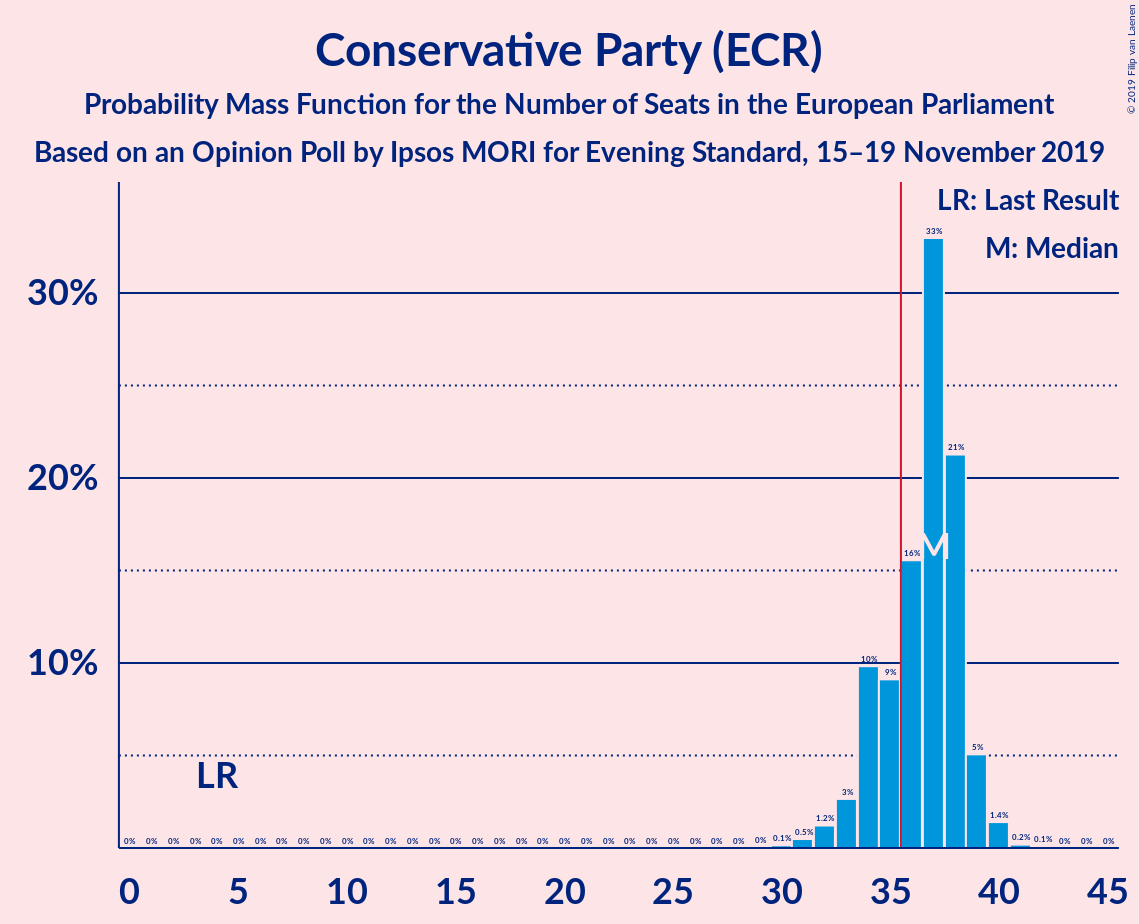 Conservative Party (ECR)
Probability Mass Function for the Number of Seats in the European Parliament
Based on an Opinion Poll by Ipsos MORI for Evening Standard, 15–19 November 2019
© 2019 Filip van Laenen
LR: Last Result
M: Median
30%
20%
10%
33%
21%
16%
M
10%
9%
5%
LR
3%
1.2%
1.4%
0% 0% 0% 0% 0% 0% 0% 0% 0% 0% 0% 0% 0% 0% 0% 0% 0% 0% 0% 0% 0% 0% 0% 0% 0% 0% 0% 0% 0% 0% 0.1% 0.5% 0.2% 0.1% 0% 0% 0%
0 5 10 15 20 25 30 35 40 45